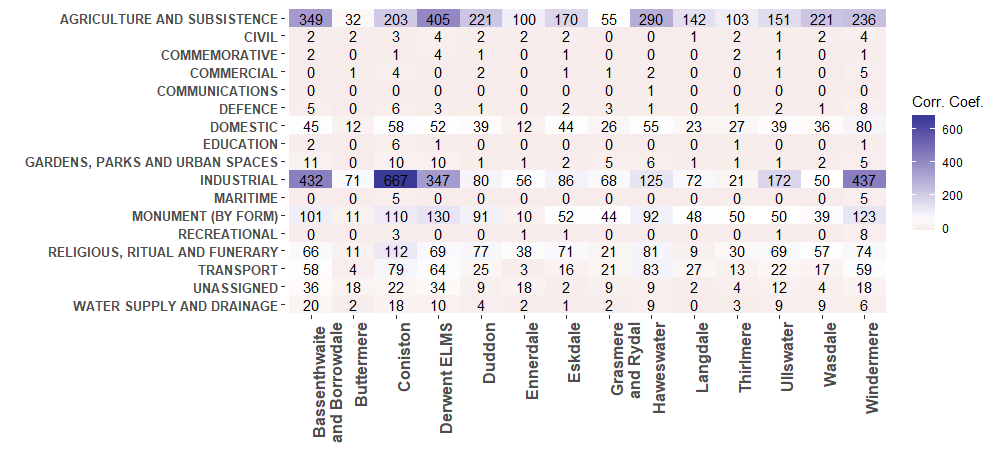 AGRICULTURE AND SUBSISTENCE 349 32 203 405 221 100 170 55 290 142 103 151 221 236
CIVIL 2 2 3 4 2 2 2 0 0 1 2 1 2 4
COMMEMORATIVE 2 0 1 4 1 0 1 0 0 0 2 1 0 1
COMMERCIAL 0 1 4 0 2 0 1 1 2 0 0 1 0 5
COMMUNICATIONS 0 0 0 0 0 0 0 0 1 0 0 0 0 0
DEFENCE 5 0 6 3 1 0 2 3 1 0 1 2 1 8
DOMESTIC 45 12 58 52 39 12 44 26 55 23 27 39 36 80
EDUCATION 2 0 6 1 0 0 0 0 0 0 1 0 0 1
GARDENS, PARKS AND URBAN SPACES 11 0 10 10 1 1 2 5 6 1 1 1 2 5
INDUSTRIAL 432 71 667 347 80 56 86 68 125 72 21 172 50 437
MARITIME 0 0 5 0 0 0 0 0 0 0 0 0 0 5
MONUMENT (BY FORM) 101 11 110 130 91 10 52 44 92 48 50 50 39 123
RECREATIONAL 0 0 3 0 0 1 1 0 0 0 0 1 0 8
RELIGIOUS, RITUAL AND FUNERARY 66 11 112 69 77 38 71 21 81 9 30 69 57 74
TRANSPORT 58 4 79 64 25 3 16 21 83 27 13 22 17 59
UNASSIGNED 36 18 22 34 9 18 2 9 9 2 4 12 4 18
WATER SUPPLY AND DRAINAGE 20 2 18 10 4 2 1 2 9 0 3 9 9 6
Bassenthwaite
and Borrowdale
Buttermere
Coniston
Derwent ELMS
Duddon
Ennerdale
Eskdale
Grasmere
and Rydal
Haweswater
Langdale
Thirlmere
Ullswater
Wasdale
Windermere
Corr. Coef.
600
400
200
0